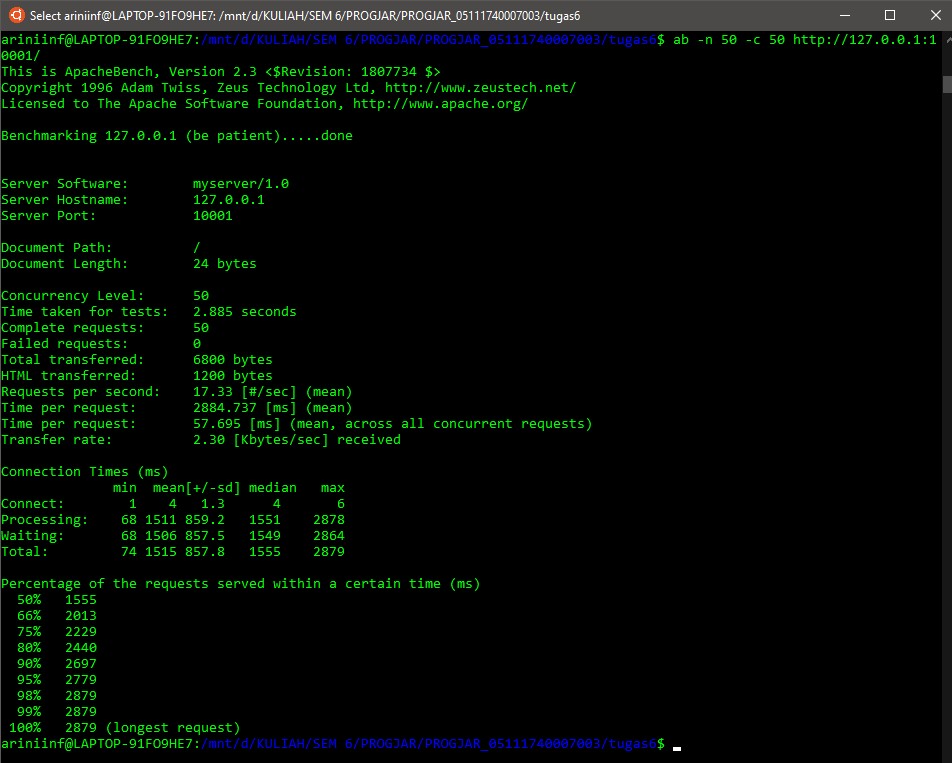 Select ariniinf@LAPTOP-91FO9HE7: /mnt/d/KULIAH/SEM 6/PROGJAR/PROGJAR_05111740007003/tugas6
ariniinf@LAPTOP-91FO9HE7:/mnt/d/KULIAH/SEM 6/PROGJAR/PROGJAR_05111740007003/tugas6$ ab -n 50 -c 50 http://127.0.0.1:1
0001/
This is ApacheBench, Version 2.3 <$Revision: 1807734 $>
Copyright 1996 Adam Twiss, Zeus Technology Ltd, http://www.zeustech.net/
Licensed to The Apache Software Foundation, http://www.apache.org/
Benchmarking 127.0.0.1 (be patient).....done
Server Software:        myserver/1.0
Server Hostname:        127.0.0.1
Server Port:            10001
Document Path:          /
Document Length:        24 bytes
Concurrency Level:      50
Time taken for tests:   2.885 seconds
Complete requests:      50
Failed requests:        0
Total transferred:      6800 bytes
HTML transferred:       1200 bytes
Requests per second:    17.33 [#/sec] (mean)
Time per request:       2884.737 [ms] (mean)
Time per request:       57.695 [ms] (mean, across all concurrent requests)
Transfer rate:          2.30 [Kbytes/sec] received
Connection Times (ms)
              min  mean[+/-sd] median   max
Connect:        1    4   1.3      4       6
Processing:    68 1511 859.2   1551    2878
Waiting:       68 1506 857.5   1549    2864
Total:         74 1515 857.8   1555    2879
Percentage of the requests served within a certain time (ms)
  50%   1555
  66%   2013
  75%   2229
  80%   2440
  90%   2697
  95%   2779
  98%   2879
  99%   2879
 100%   2879 (longest request)
ariniinf@LAPTOP-91FO9HE7:/mnt/d/KULIAH/SEM 6/PROGJAR/PROGJAR_05111740007003/tugas6$